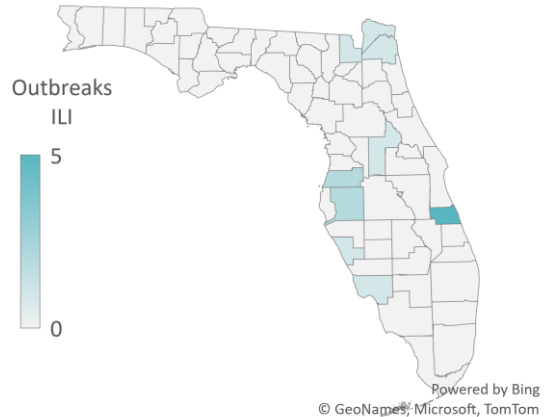 Outbreaks
ILI
5
0
Powered by Bing
© GeoNames, Microsoft, TomTom